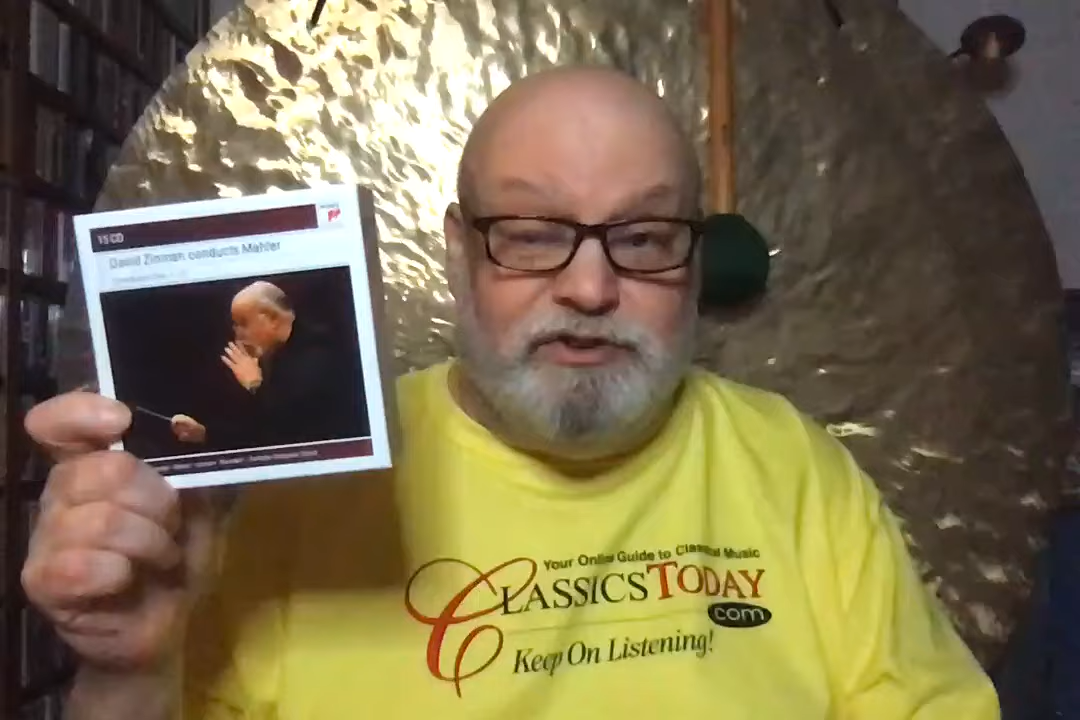 15 CD
David Zinman conducts Mahler
Your Online Guide to Classical Music
CLASSICSTODAY
com
Keep On Listening!